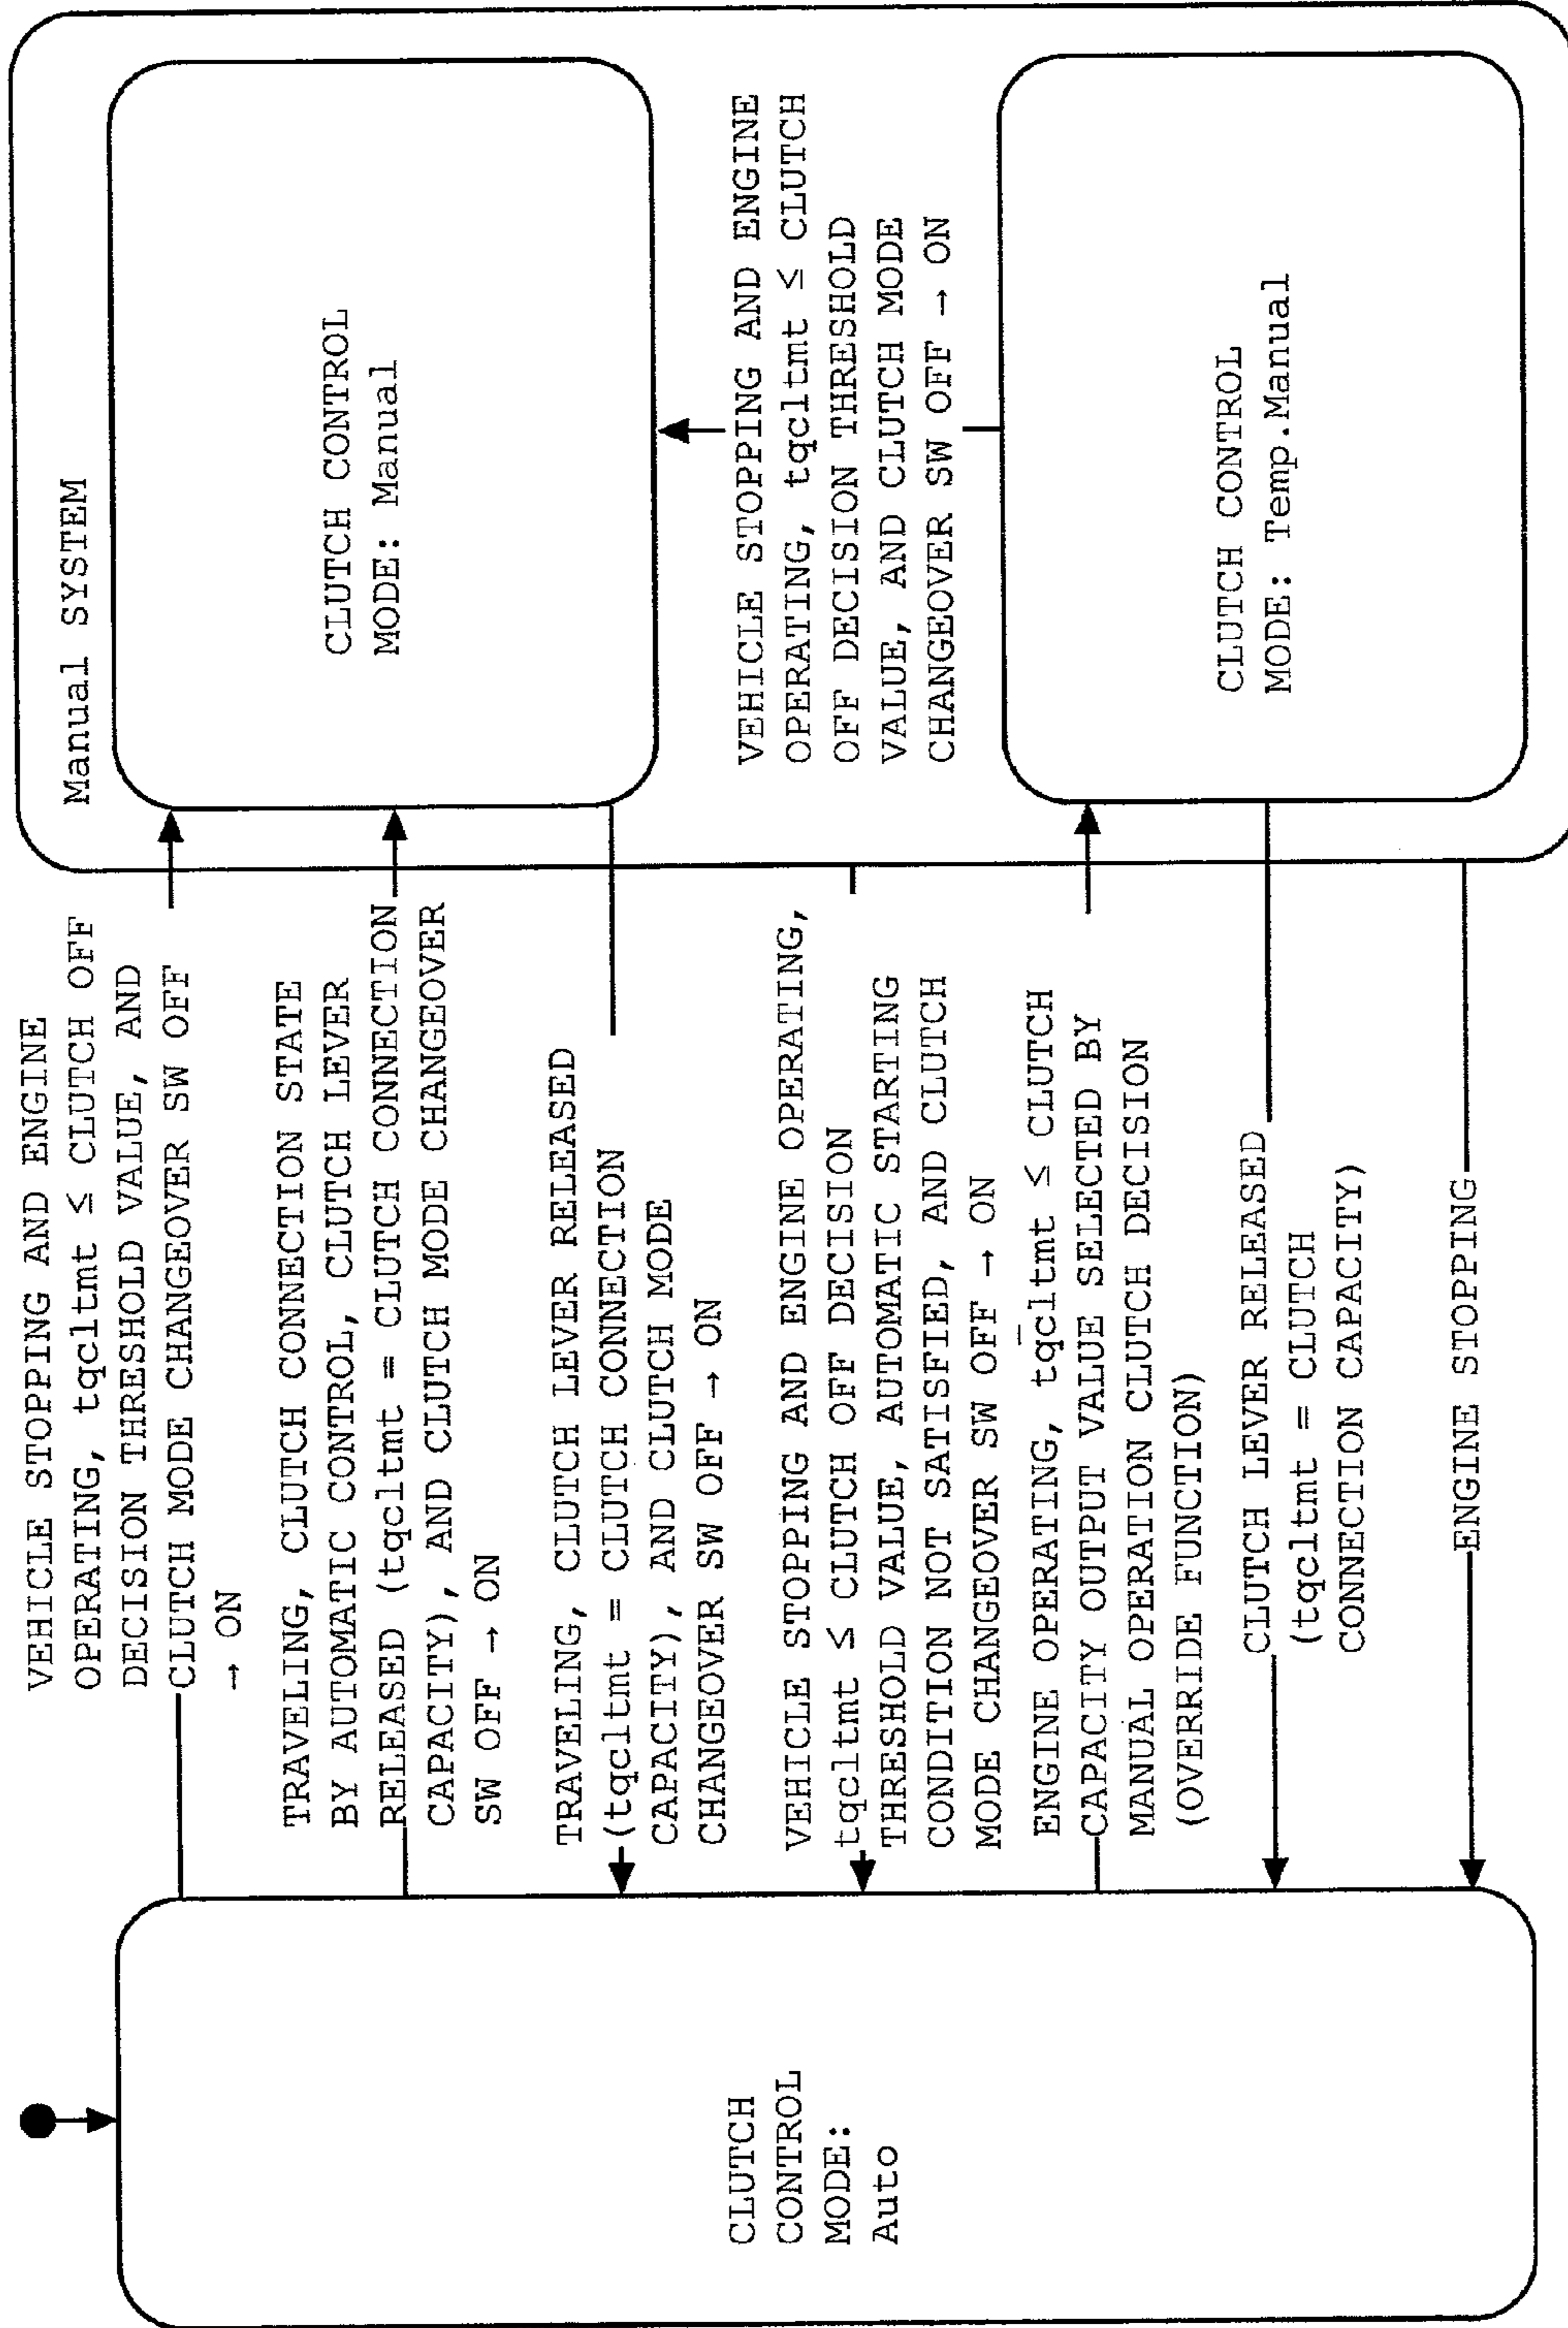 Manual SYSTEM
CLUTCH
CONTROL
MODE:
Auto
VEHICLE STOPPING AND ENGINE
OPERATING, tqcltmt ≤ CLUTCH OFF
DECISION THRESHOLD VALUE, AND
CLUTCH MODE CHANGEOVER SW OFF
→ ON
TRAVELING, CLUTCH CONNECTION STATE
BY AUTOMATIC CONTROL, CLUTCH LEVER
RELEASED (tqcltmt = CLUTCH CONNECTION
CAPACITY), AND CLUTCH MODE CHANGEOVER
SW OFF → ON
TRAVELING, CLUTCH LEVER RELEASED
(tqcltmt = CLUTCH CONNECTION
CAPACITY), AND CLUTCH MODE
CHANGEOVER SW OFF → ON
VEHICLE STOPPING AND ENGINE OPERATING,
tqcltmt ≤ CLUTCH OFF DECISION
THRESHOLD VALUE, AUTOMATIC STARTING
CONDITION NOT SATISFIED, AND CLUTCH
MODE CHANGEOVER SW OFF → ON
ENGINE OPERATING, tqcltmt ≤ CLUTCH
CAPACITY OUTPUT VALUE SELECTED BY
MANUAL OPERATION CLUTCH DECISION
(OVERRIDE FUNCTION)
CLUTCH LEVER RELEASED
(tqcltmt = CLUTCH
CONNECTION CAPACITY)
ENGINE STOPPING
CLUTCH CONTROL
MODE: Manual
VEHICLE STOPPING AND ENGINE
OPERATING, tqcltmt ≤ CLUTCH
OFF DECISION THRESHOLD
VALUE, AND CLUTCH MODE
CHANGEOVER SW OFF → ON
CLUTCH CONTROL
MODE: Temp.Manual